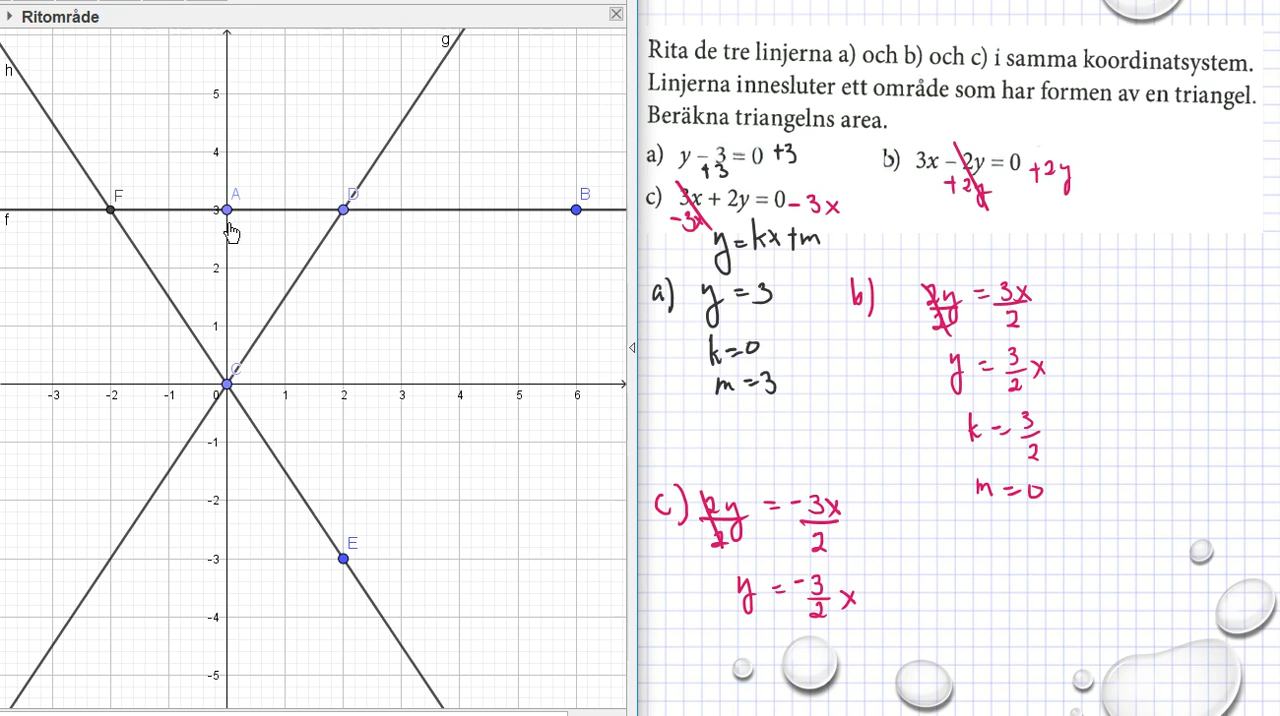 Ritområde
g
h
5
4
F A D B
f 3
2
1
C
-3 -2 -1 0 1 2 3 4 5 6
-1
-2
E
-3
-4
-5
Rita de tre linjerna a) och b) och c) i samma koordinatsystem.
Linjerna innesluter ett område som har formen av en triangel.
Beräkna triangelns area.
a) y – 3 = 0 +3
+3
b) 3x – 2y = 0 +2y
+2y
c) 3x + 2y = 0 -3x
-3x
y = kx + m
a) y = 3
k = 0
m = 3
b) 2y/2 = 3x/2
y = 3/2 x
k = 3/2
m = 0
c) 2y/2 = -3x/2
y = -3/2 x